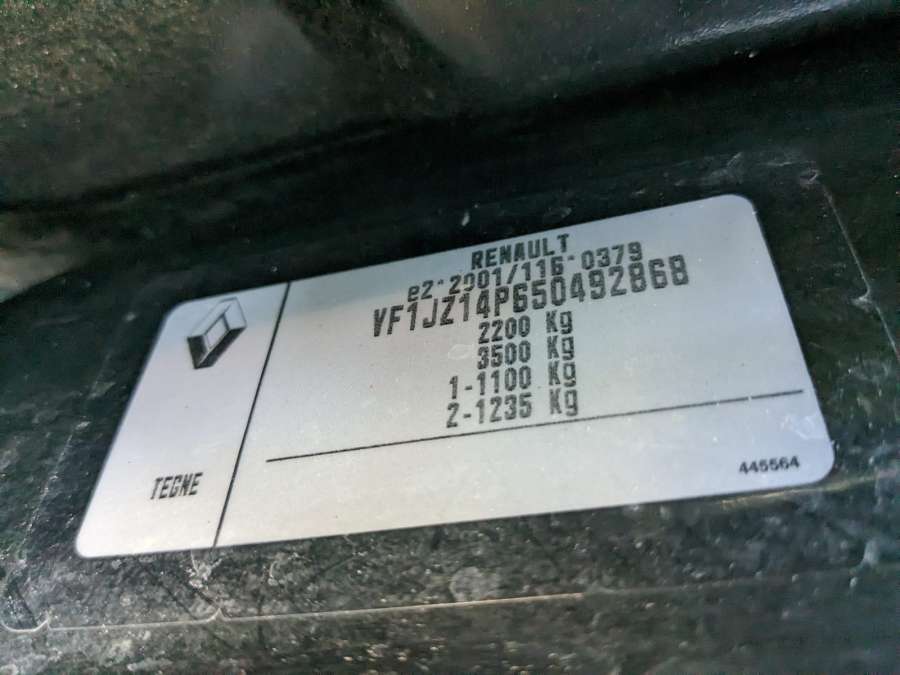 RENAULT
e2*2001/116*0379
VF1JZ14P650492868
2200 Kg
3500 Kg
1-1100 Kg
2-1235 Kg
TEGNE
445564